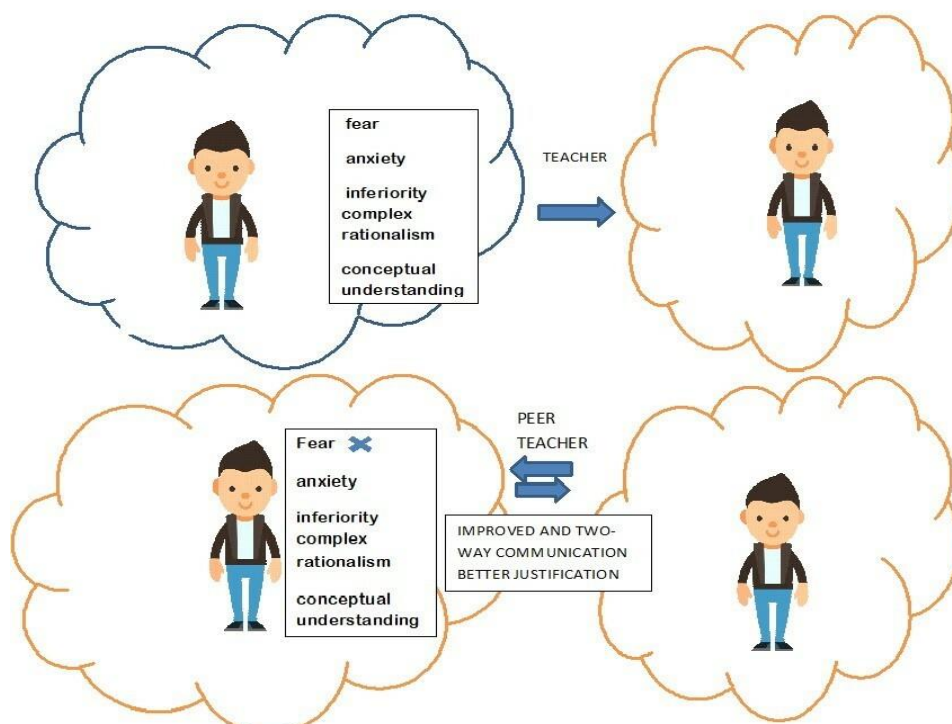 fear
anxiety
inferiority
complex
rationalism
conceptual
understanding
TEACHER
Fear
anxiety
inferiority
complex
rationalism
conceptual
understanding
PEER
TEACHER
IMPROVED AND TWO-
WAY COMMUNICATION
BETTER JUSTIFICATION